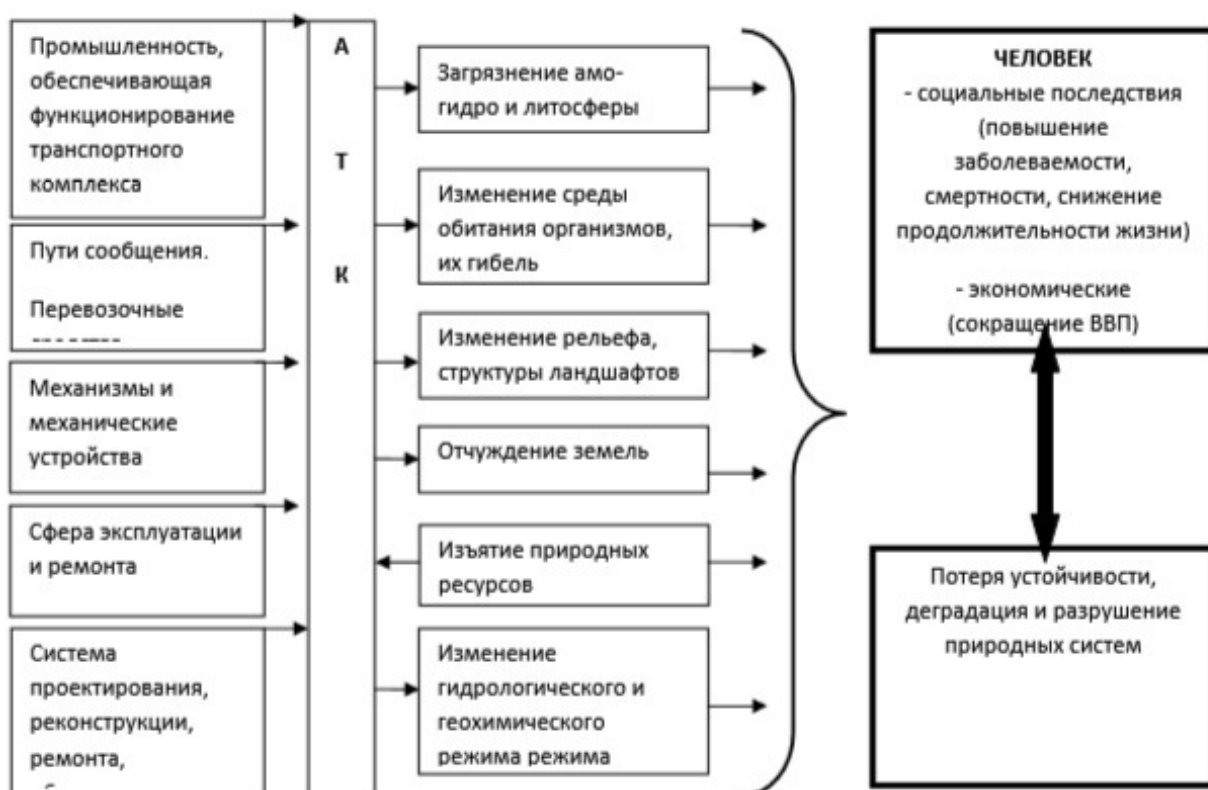 Промышленность,
обеспечивающая
функционирование
транспортного
комплекса
Пути сообщения.
Перевозочные
Механизмы и
механические
устройства
Сфера эксплуатации
и ремонта
Система
проектирования,
реконструкции,
ремонта,
А
Т
К
Загрязнение амо-
гидро и литосферы
Изменение среды
обитания организмов,
их гибель
Изменение рельефа,
структуры ландшафтов
Отчуждение земель
Изъятие природных
ресурсов
Изменение
гидрологического и
геохимического
режима режима
ЧЕЛОВЕК
- социальные последствия
(повышение
заболеваемости,
смертности, снижение
продолжительности жизни)
- экономические
(сокращение ВВП)
Потеря устойчивости,
деградация и разрушение
природных систем